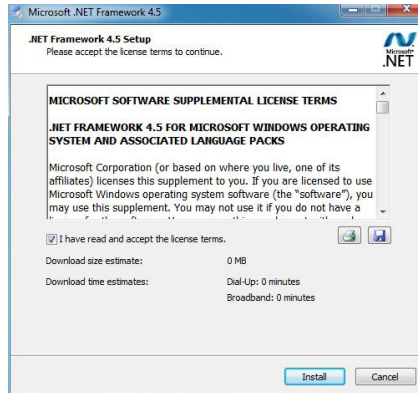 Microsoft .NET Framework 4.5
.NET Framework 4.5 Setup
Please accept the license terms to continue.
Microsoft®
.NET
MICROSOFT SOFTWARE SUPPLEMENTAL LICENSE TERMS
.NET FRAMEWORK 4.5 FOR MICROSOFT WINDOWS OPERATING
SYSTEM AND ASSOCIATED LANGUAGE PACKS
Microsoft Corporation (or based on where you live, one of its
affiliates) licenses this supplement to you. If you are licensed to use
Microsoft Windows operating system software (the "software"), you
may use this supplement. You may not use it if you do not have a
I have read and accept the license terms.
Download size estimate: 0 MB
Download time estimates: Dial-Up: 0 minutes
Broadband: 0 minutes
Install Cancel